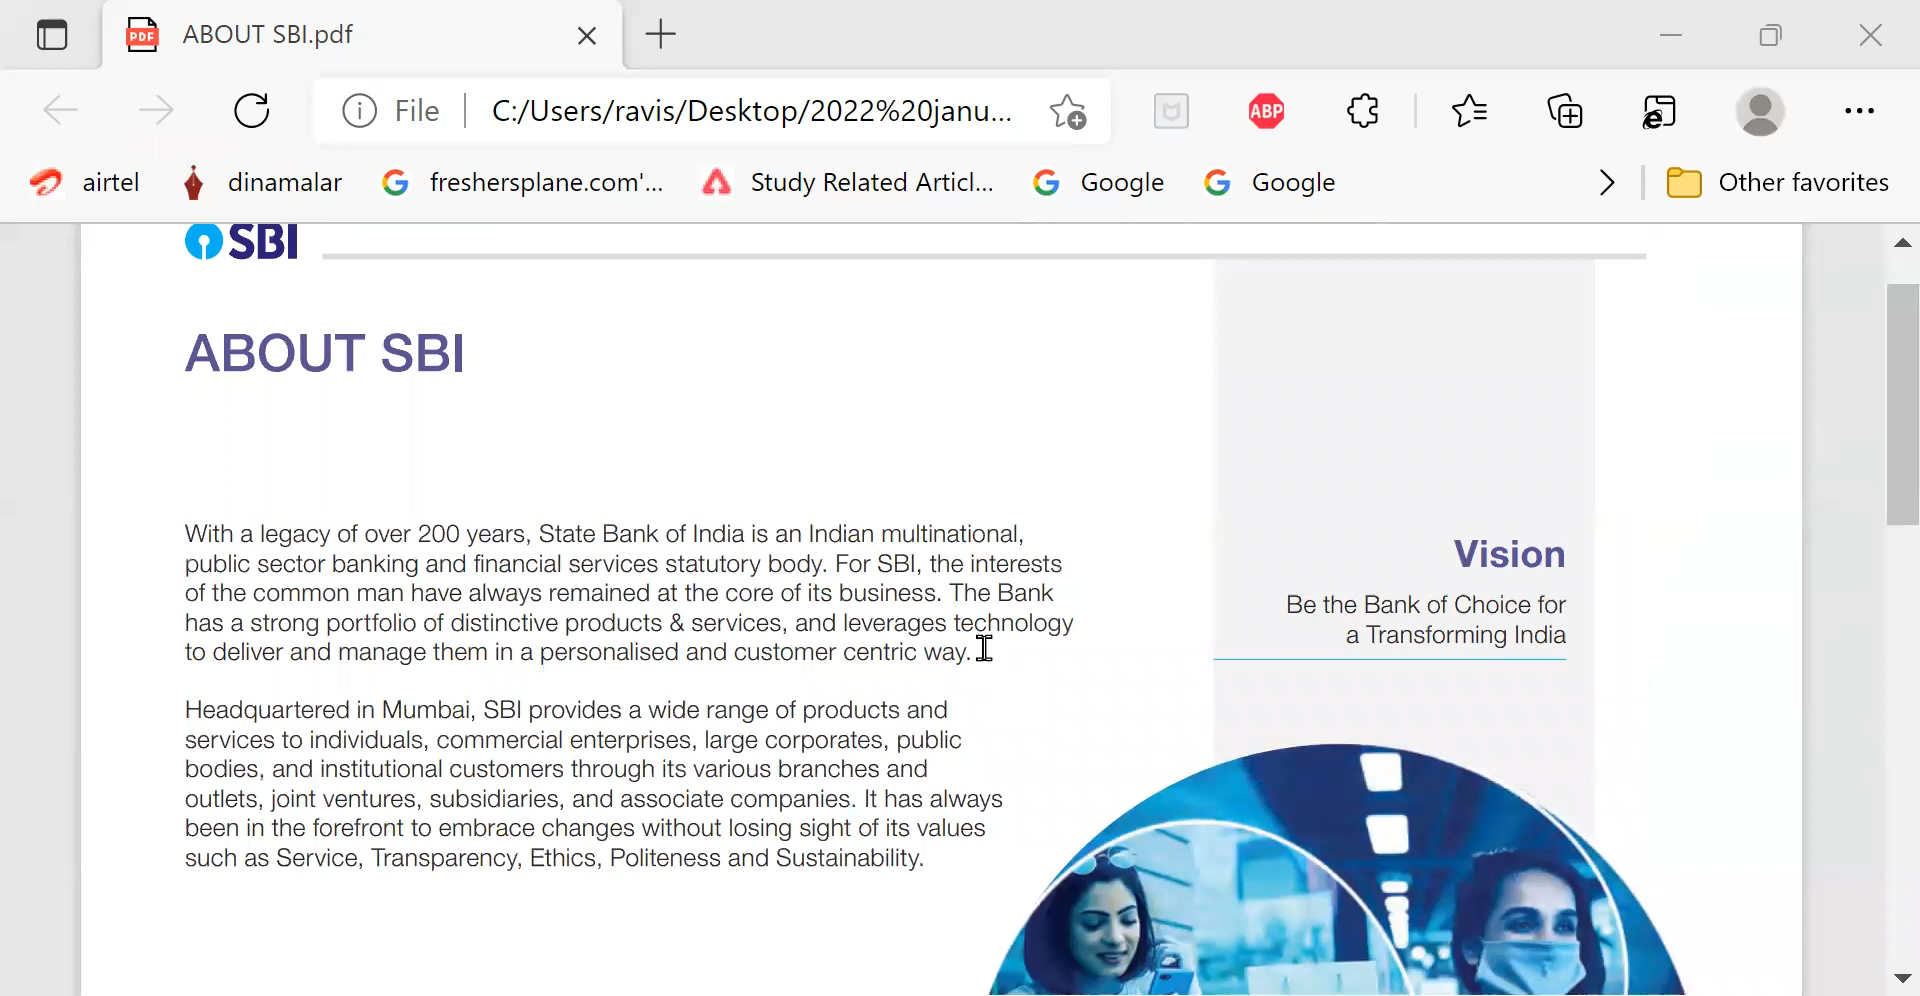 ABOUT SBI.pdf
File C:/Users/ravis/Desktop/2022%20janu...
ABP
airtel dinamalar freshersplane.com'... Study Related Articl... Google Google Other favorites
SBI
ABOUT SBI
With a legacy of over 200 years, State Bank of India is an Indian multinational,
public sector banking and financial services statutory body. For SBI, the interests
of the common man have always remained at the core of its business. The Bank
has a strong portfolio of distinctive products & services, and leverages technology
to deliver and manage them in a personalised and customer centric way.
Headquartered in Mumbai, SBI provides a wide range of products and
services to individuals, commercial enterprises, large corporates, public
bodies, and institutional customers through its various branches and
outlets, joint ventures, subsidiaries, and associate companies. It has always
been in the forefront to embrace changes without losing sight of its values
such as Service, Transparency, Ethics, Politeness and Sustainability.
Vision
Be the Bank of Choice for
a Transforming India